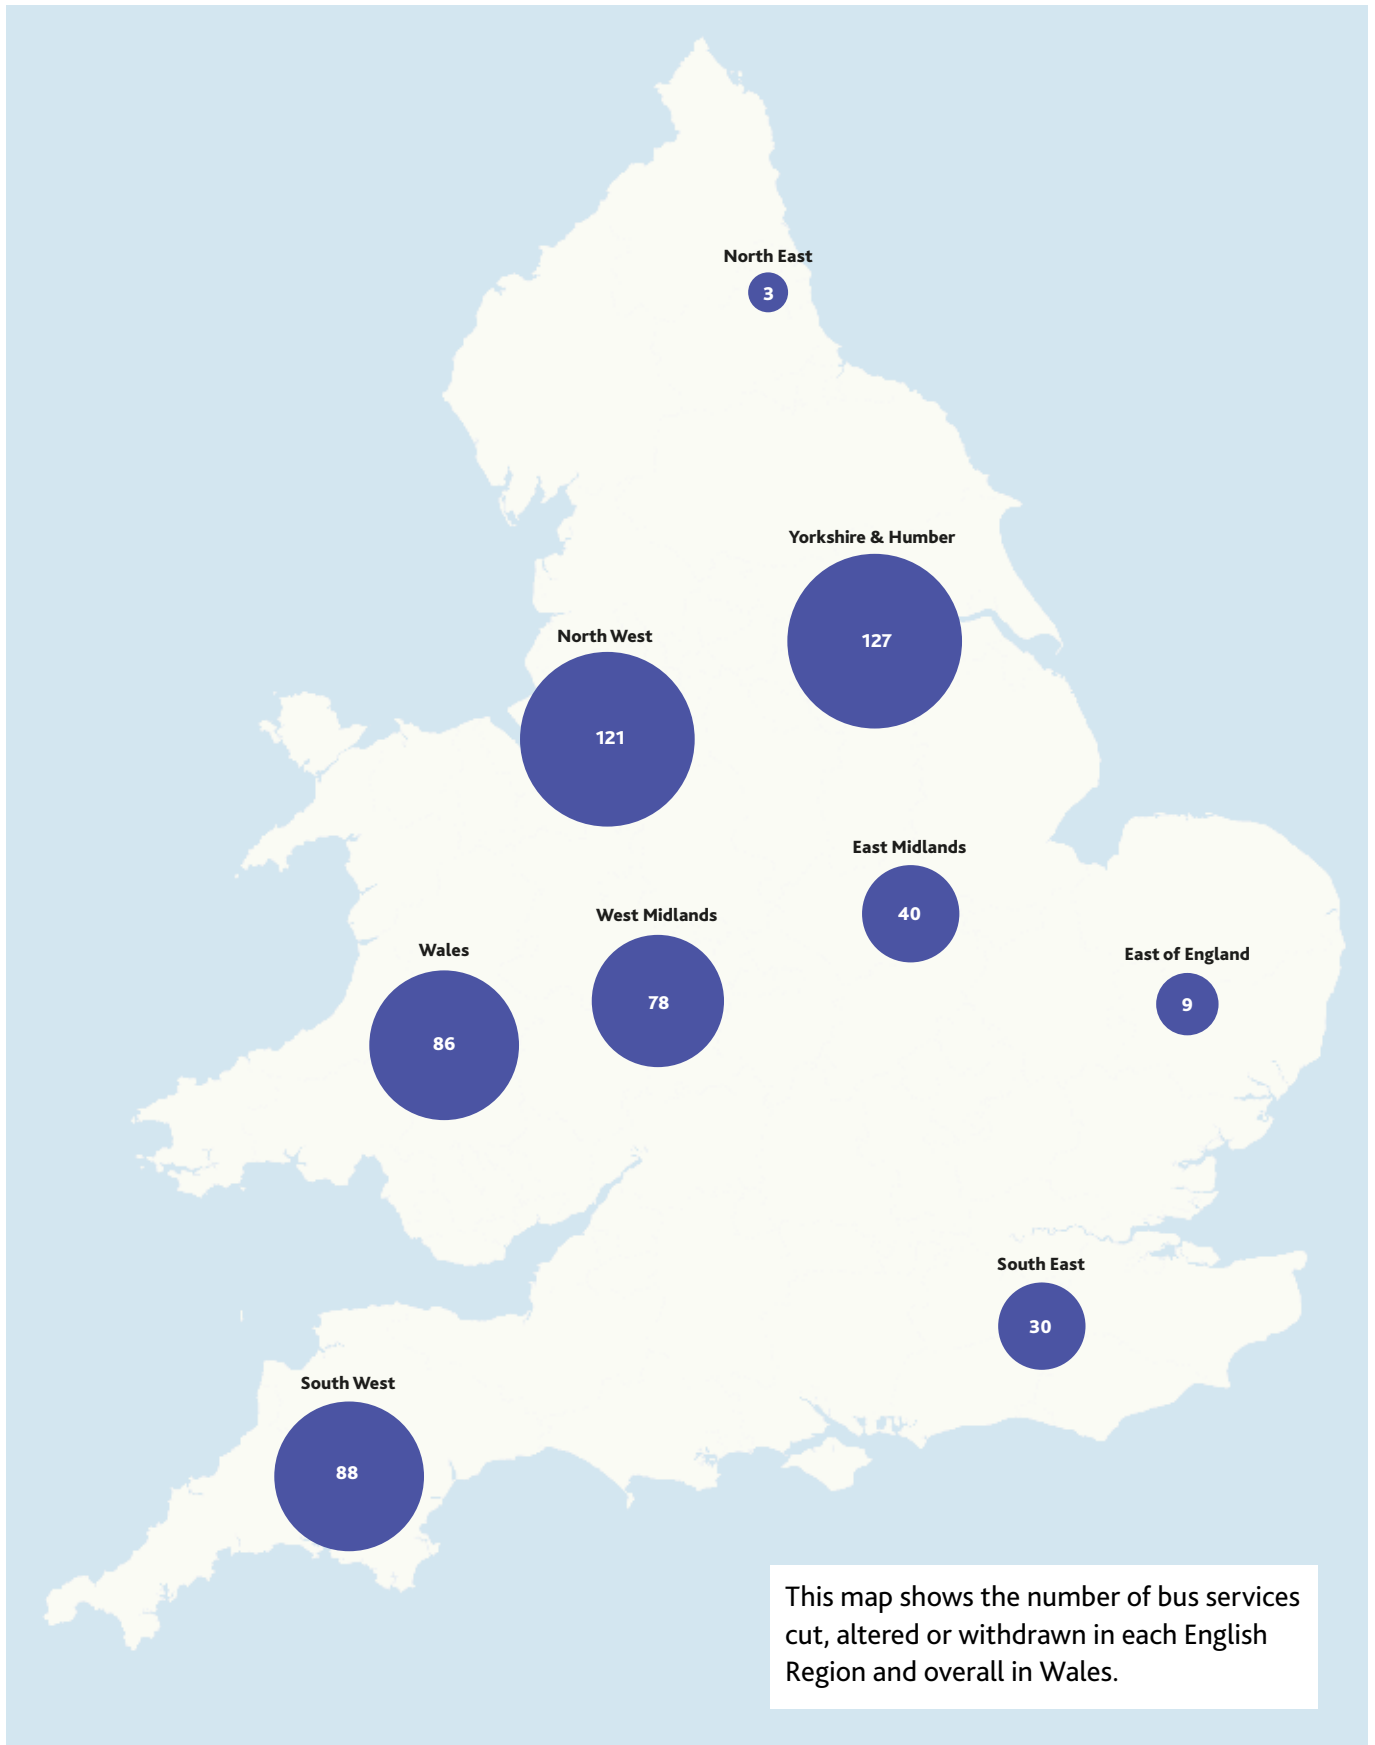 North East
3
Yorkshire & Humber
127
North West
121
East Midlands
40
West Midlands
78
Wales
86
East of England
9
South East
30
South West
88
This map shows the number of bus services
cut, altered or withdrawn in each English
Region and overall in Wales.